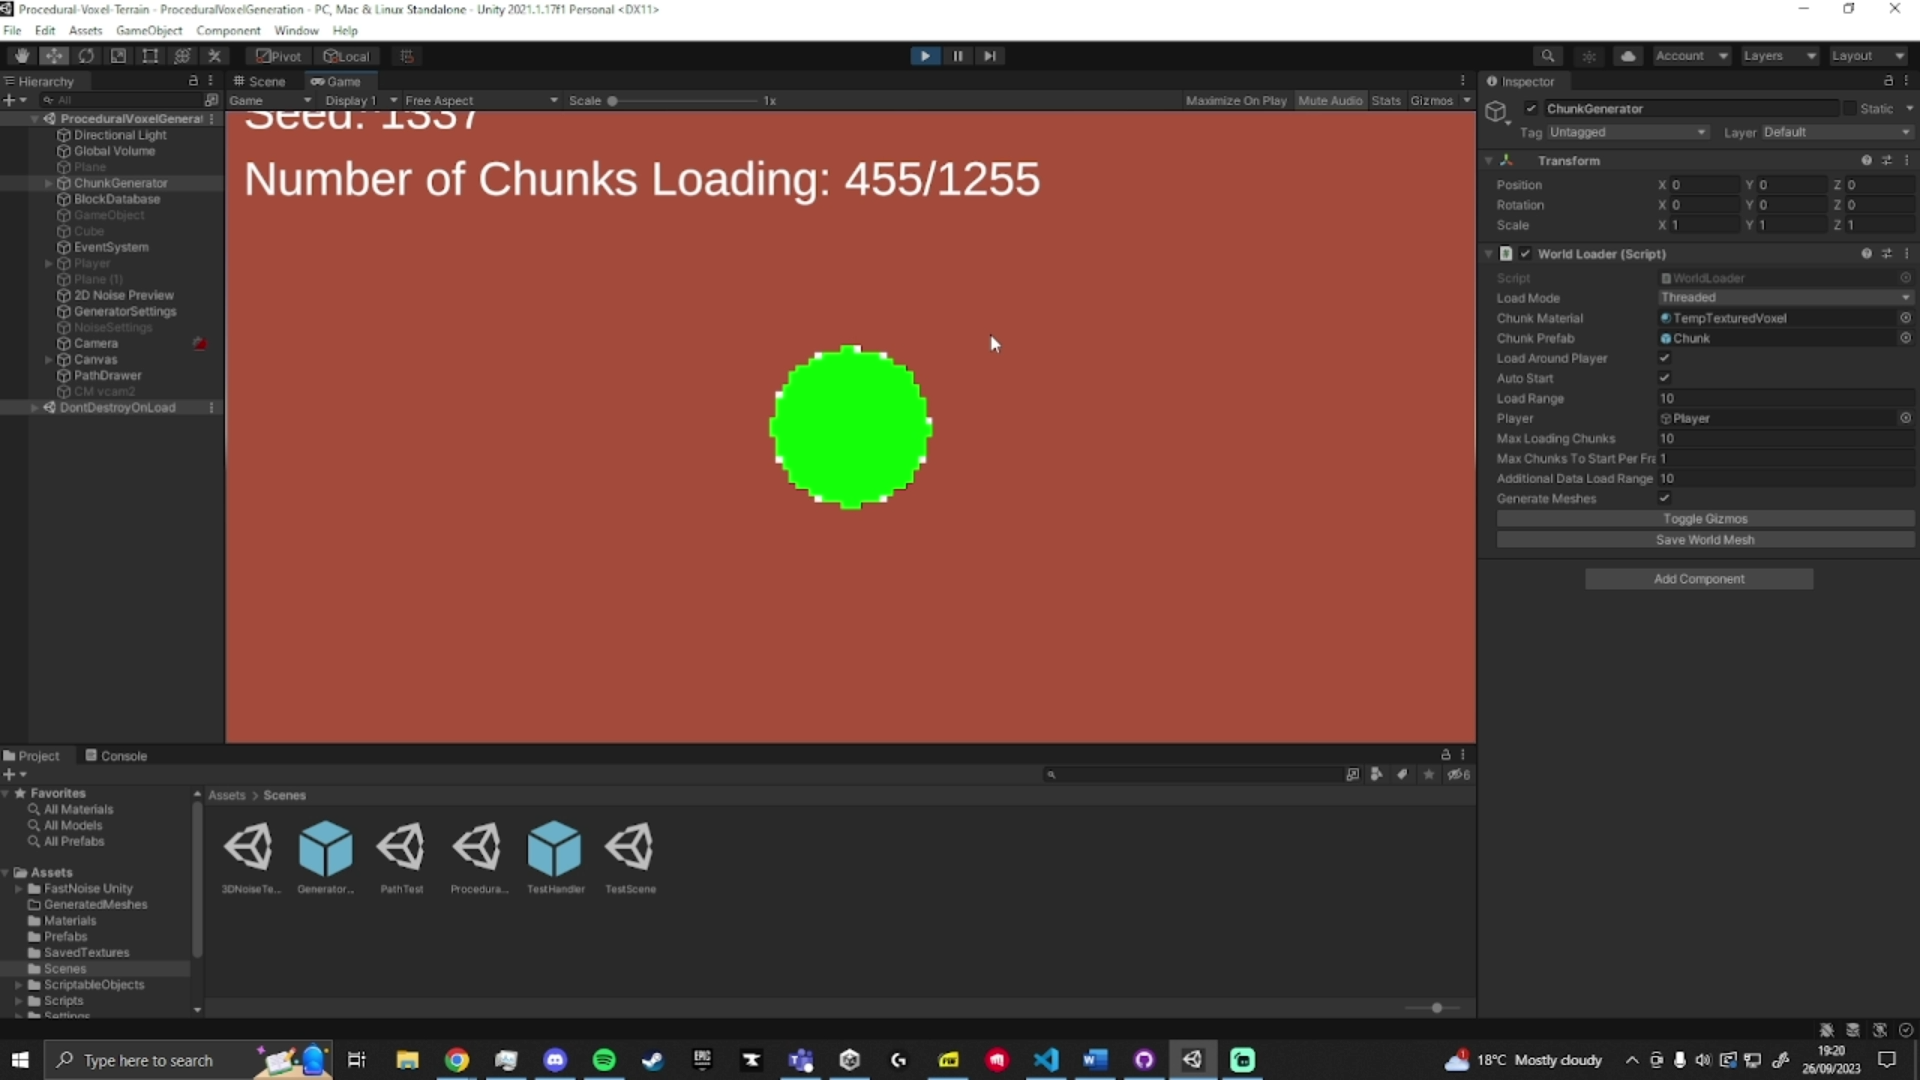 Procedural-Voxel-Terrain - ProceduralVoxelGeneration - PC, Mac & Linux Standalone - Unity 2021.1.17f1 Personal <DX11>
File Edit Assets GameObject Component Window Help
Pivot Local Account Layers Layout
Hierarchy
All
ProceduralVoxelGenerat
Directional Light
Global Volume
Plane
ChunkGenerator
BlockDatabase
GameObject
Cube
EventSystem
Player
Plane (1)
2D Noise Preview
GeneratorSettings
NoiseSettings
Camera
Canvas
PathDrawer
CM vcam2
DontDestroyOnLoad
Scene Game
Game Display 1 Free Aspect Scale 1x Maximize On Play Mute Audio Stats Gizmos
Seed: 1337
Number of Chunks Loading: 455/1255
Inspector
ChunkGenerator Static
Tag Untagged Layer Default
Transform
Position X 0 Y 0 Z 0
Rotation X 0 Y 0 Z 0
Scale X 1 Y 1 Z 1
World Loader (Script)
Script WorldLoader
Load Mode Threaded
Chunk Material TempTexturedVoxel
Chunk Prefab Chunk
Load Around Player
Auto Start
Load Range 10
Player Player
Max Loading Chunks 10
Max Chunks To Start Per Fra 1
Additional Data Load Range 10
Generate Meshes
Toggle Gizmos
Save World Mesh
Add Component
Project Console
6
Favorites
All Materials
All Models
All Prefabs
Assets
FastNoise Unity
GeneratedMeshes
Materials
Prefabs
SavedTextures
Scenes
ScriptableObjects
Scripts
Settings
Assets > Scenes
3DNoiseTe... Generator... PathTest Procedura... TestHandler TestScene
Type here to search
EPIC
1
18°C Mostly cloudy
19:20
26/09/2023